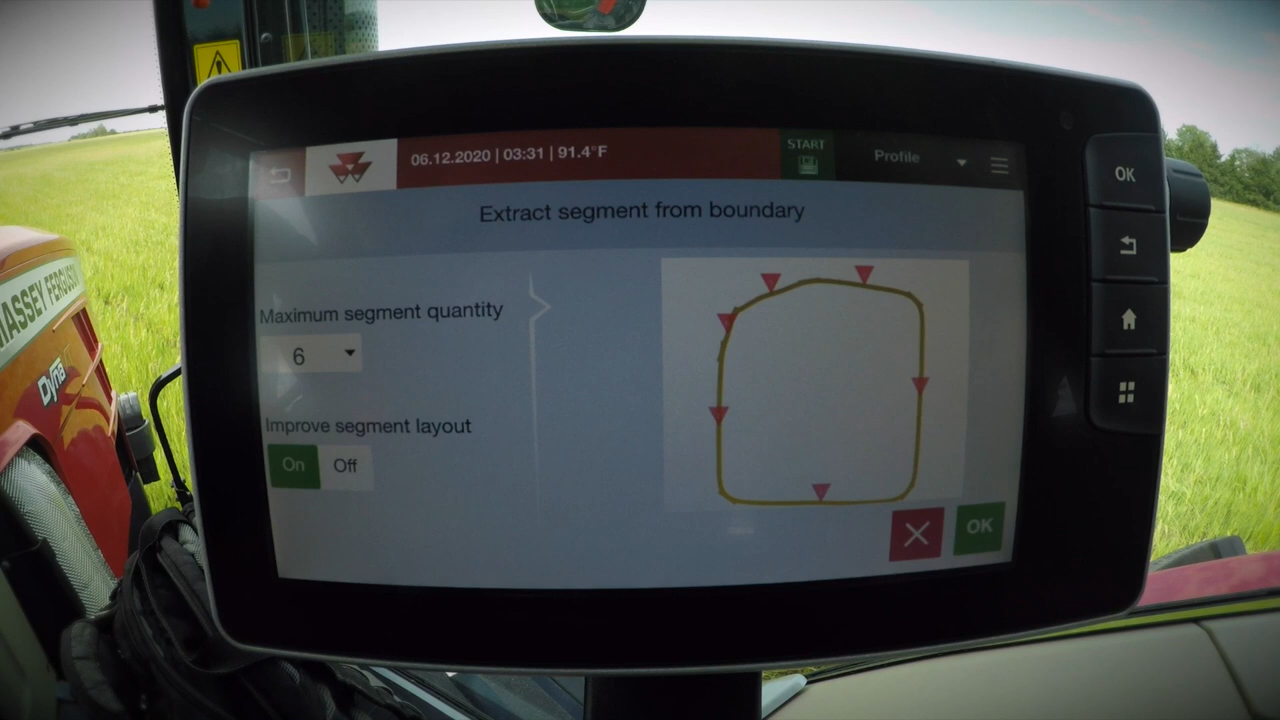 06.12.2020 | 03:31 | 91.4°F
START
Profile
Extract segment from boundary
Maximum segment quantity
6
Improve segment layout
On Off
OK
OK
MASSEY FERGUSON
Dyna